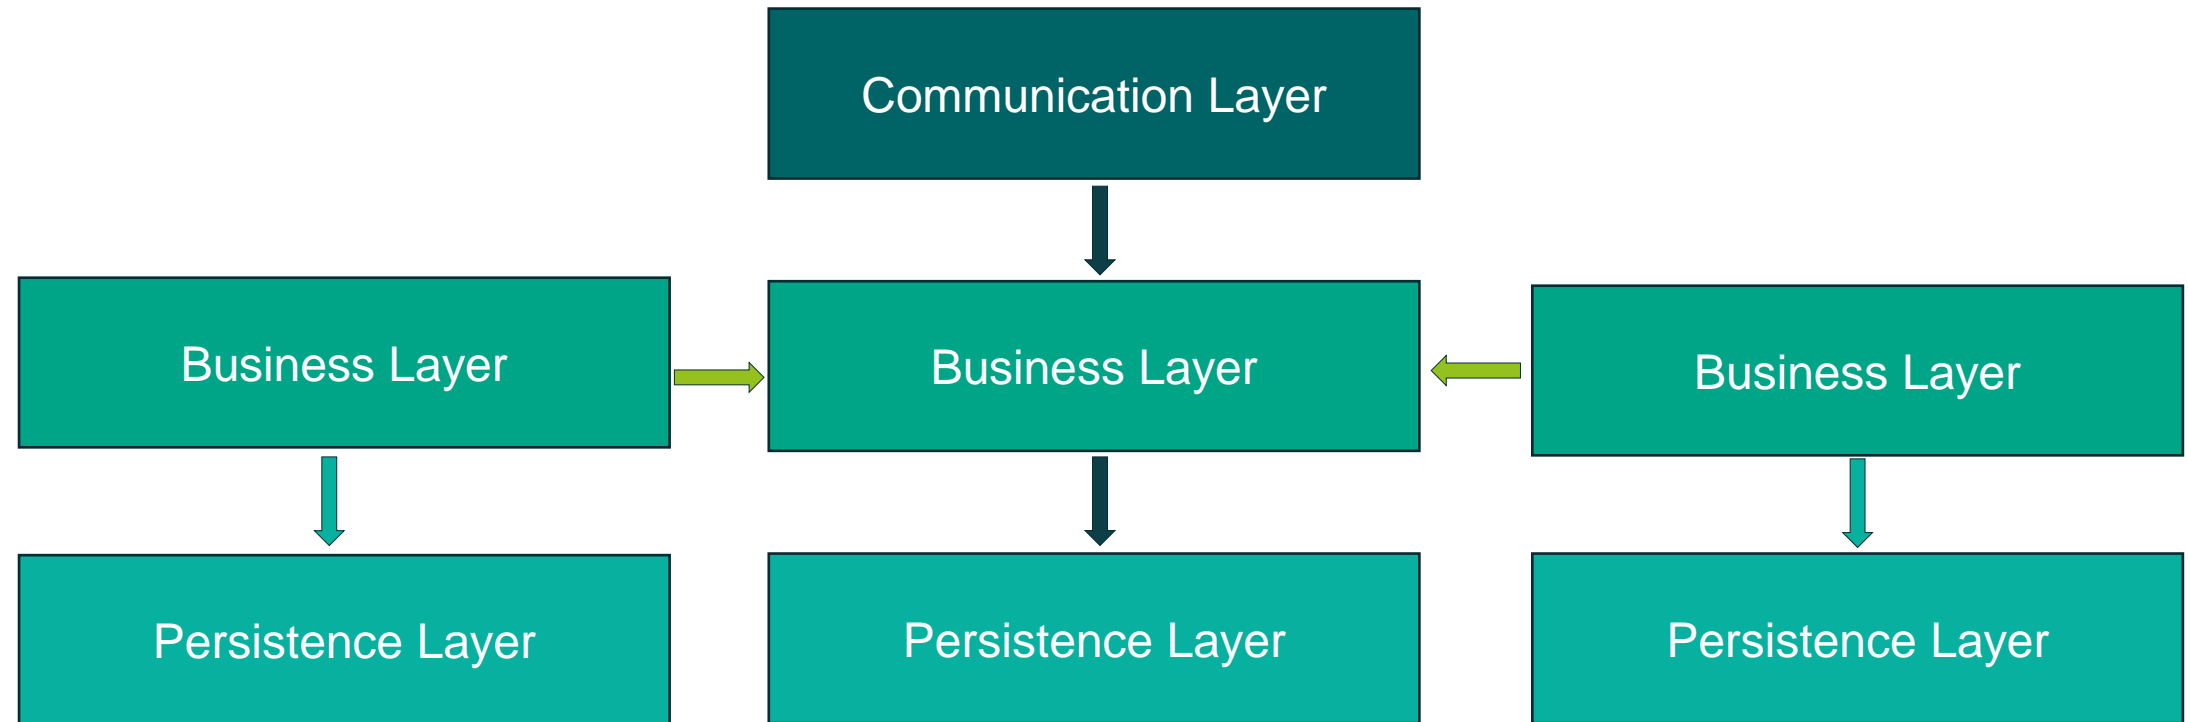 Communication Layer
Business Layer
Business Layer
Business Layer
Persistence Layer
Persistence Layer
Persistence Layer